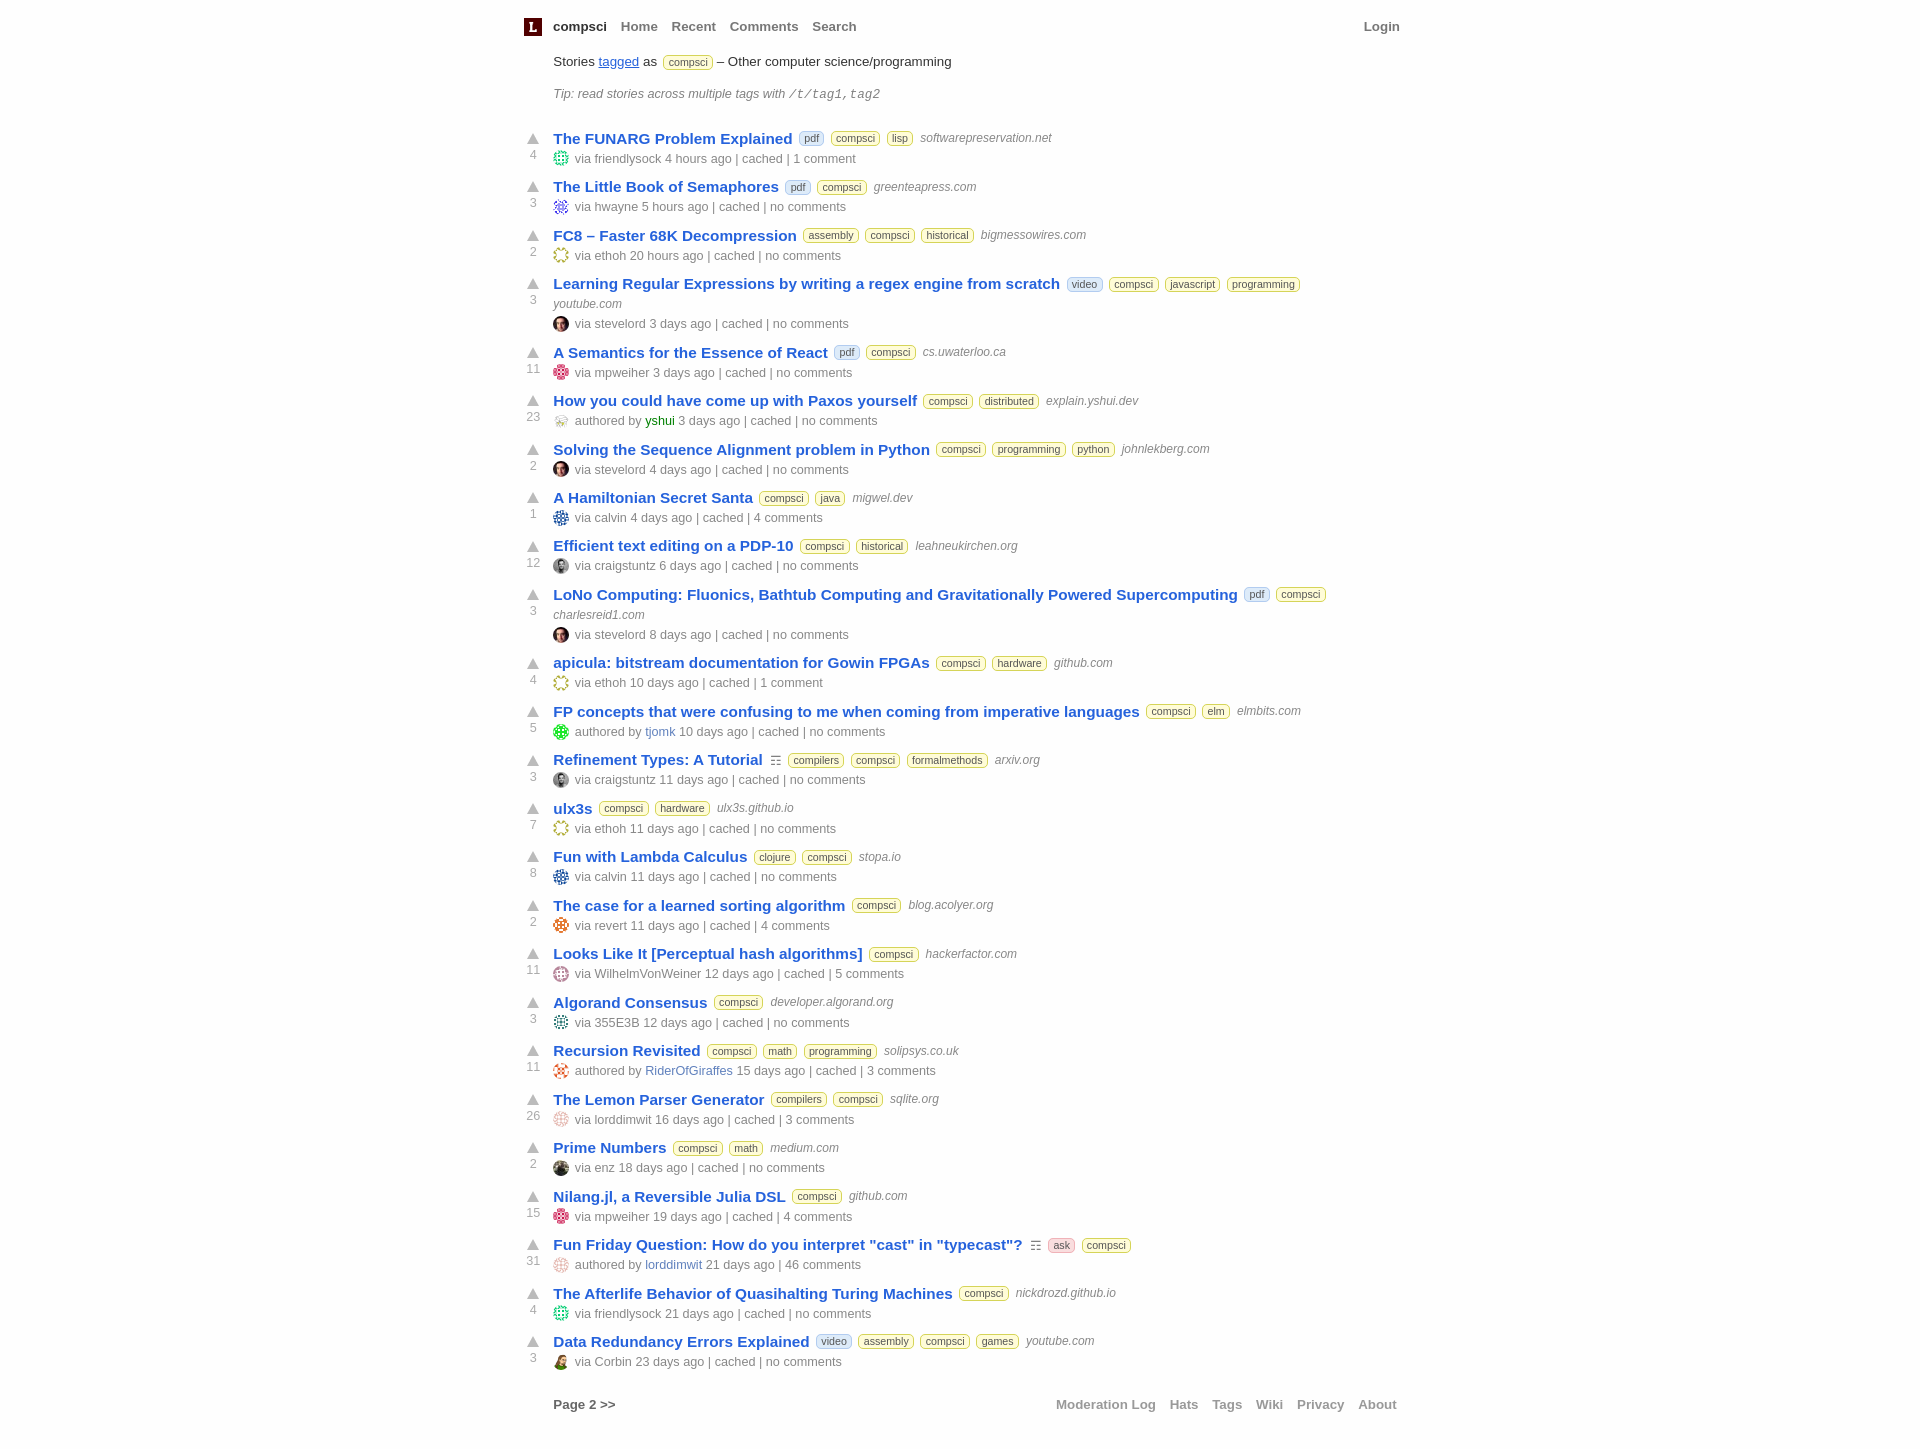 L compsci Home Recent Comments Search Login
Stories tagged as compsci – Other computer science/programming
Tip: read stories across multiple tags with /t/tag1,tag2
The FUNARG Problem Explained pdf compsci lisp softwarepreservation.net
4 via friendlysock 4 hours ago | cached | 1 comment
The Little Book of Semaphores pdf compsci greenteapress.com
3 via hwayne 5 hours ago | cached | no comments
FC8 – Faster 68K Decompression assembly compsci historical bigmessowires.com
2 via ethoh 20 hours ago | cached | no comments
Learning Regular Expressions by writing a regex engine from scratch video compsci javascript programming
3 youtube.com
via stevelord 3 days ago | cached | no comments
A Semantics for the Essence of React pdf compsci cs.uwaterloo.ca
11 via mpweiher 3 days ago | cached | no comments
How you could have come up with Paxos yourself compsci distributed explain.yshui.dev
23 authored by yshui 3 days ago | cached | no comments
Solving the Sequence Alignment problem in Python compsci programming python johnlekberg.com
2 via stevelord 4 days ago | cached | no comments
A Hamiltonian Secret Santa compsci java migwel.dev
1 via calvin 4 days ago | cached | 4 comments
Efficient text editing on a PDP-10 compsci historical leahneukirchen.org
12 via craigstuntz 6 days ago | cached | no comments
LoNo Computing: Fluonics, Bathtub Computing and Gravitationally Powered Supercomputing pdf compsci
3 charlesreid1.com
via stevelord 8 days ago | cached | no comments
apicula: bitstream documentation for Gowin FPGAs compsci hardware github.com
4 via ethoh 10 days ago | cached | 1 comment
FP concepts that were confusing to me when coming from imperative languages compsci elm elmbits.com
5 authored by tjomk 10 days ago | cached | no comments
Refinement Types: A Tutorial ☶ compilers compsci formalmethods arxiv.org
3 via craigstuntz 11 days ago | cached | no comments
ulx3s compsci hardware ulx3s.github.io
7 via ethoh 11 days ago | cached | no comments
Fun with Lambda Calculus clojure compsci stopa.io
8 via calvin 11 days ago | cached | no comments
The case for a learned sorting algorithm compsci blog.acolyer.org
2 via revert 11 days ago | cached | 4 comments
Looks Like It [Perceptual hash algorithms] compsci hackerfactor.com
11 via WilhelmVonWeiner 12 days ago | cached | 5 comments
Algorand Consensus compsci developer.algorand.org
3 via 355E3B 12 days ago | cached | no comments
Recursion Revisited compsci math programming solipsys.co.uk
11 authored by RiderOfGiraffes 15 days ago | cached | 3 comments
The Lemon Parser Generator compilers compsci sqlite.org
26 via lorddimwit 16 days ago | cached | 3 comments
Prime Numbers compsci math medium.com
2 via enz 18 days ago | cached | no comments
Nilang.jl, a Reversible Julia DSL compsci github.com
15 via mpweiher 19 days ago | cached | 4 comments
Fun Friday Question: How do you interpret "cast" in "typecast"? ☶ ask compsci
31 authored by lorddimwit 21 days ago | 46 comments
The Afterlife Behavior of Quasihalting Turing Machines compsci nickdrozd.github.io
4 via friendlysock 21 days ago | cached | no comments
Data Redundancy Errors Explained video assembly compsci games youtube.com
3 via Corbin 23 days ago | cached | no comments
Page 2 >> Moderation Log Hats Tags Wiki Privacy About